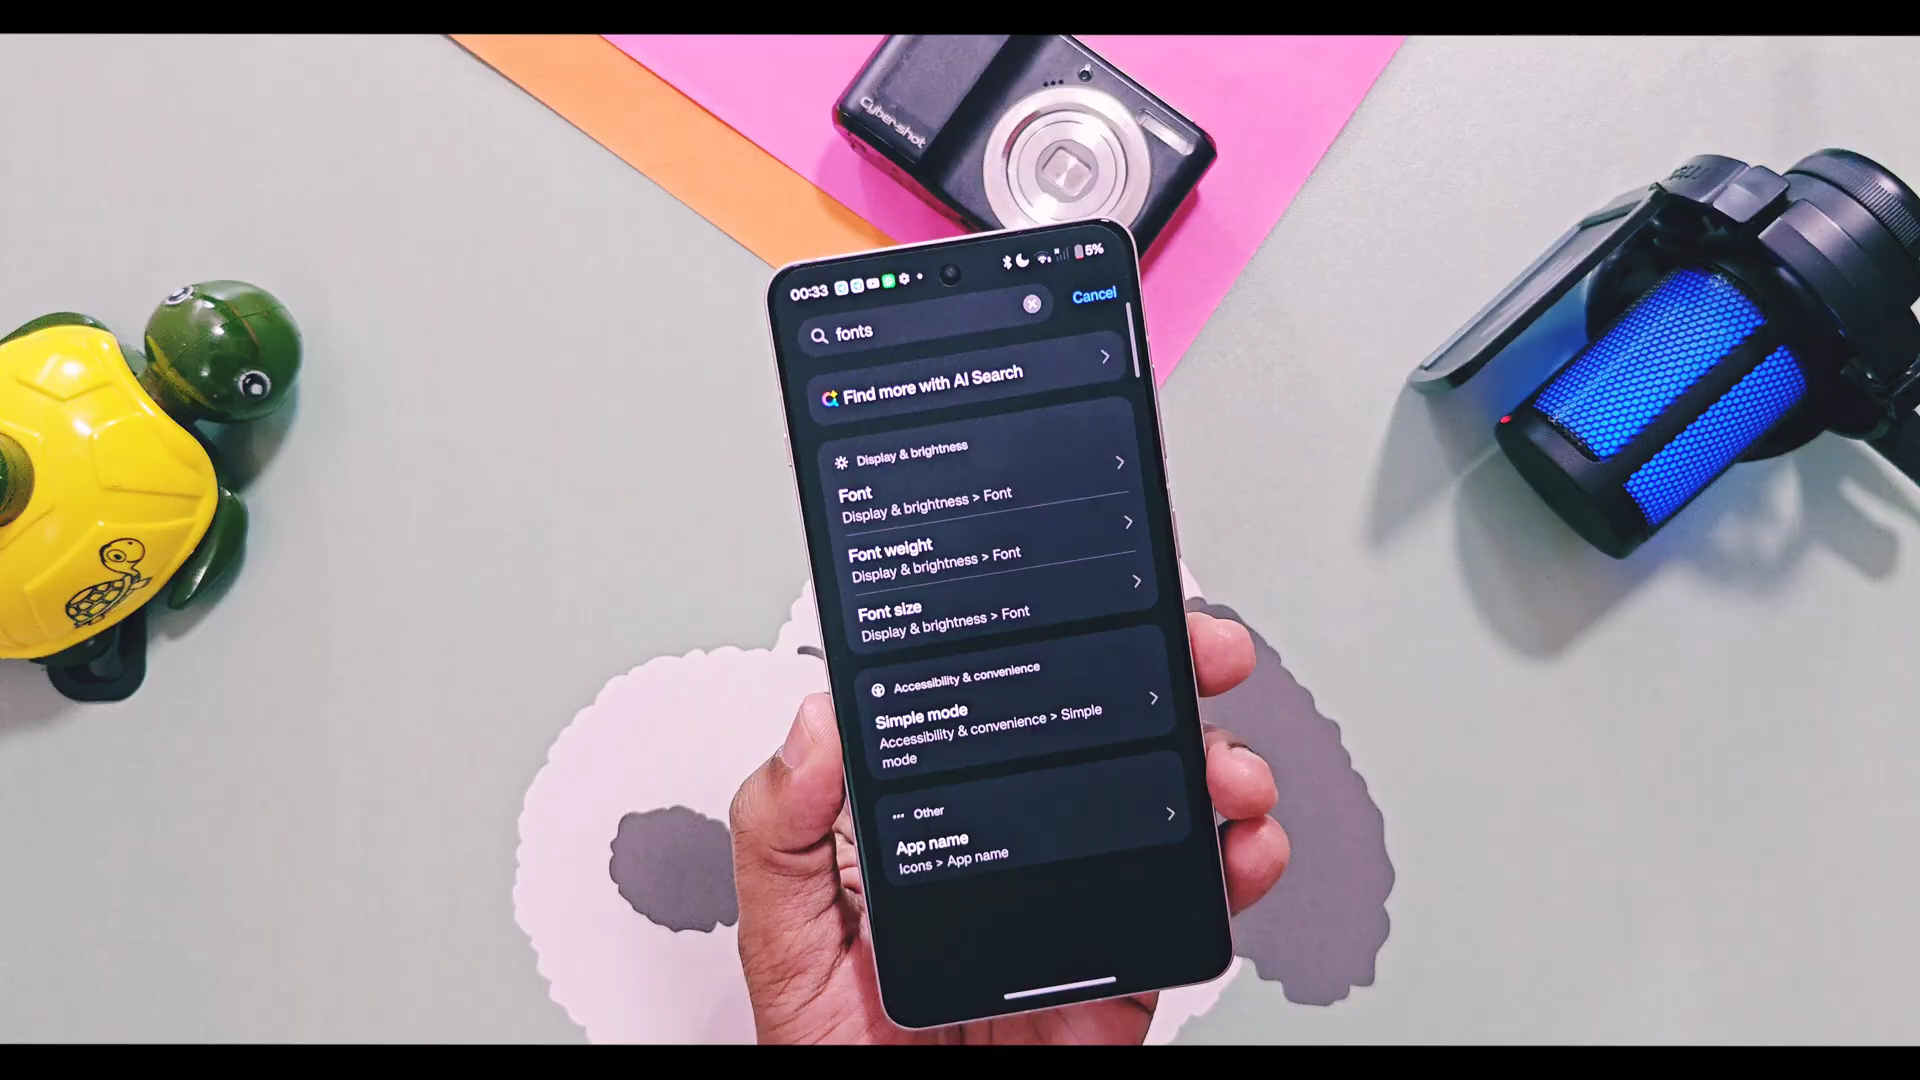 Cybershot
00:33
5%
fonts
Cancel
Find more with AI Search
Display & brightness
Font
Display & brightness > Font
Font weight
Display & brightness > Font
Font size
Display & brightness > Font
Accessibility & convenience
Simple mode
Accessibility & convenience > Simple
mode
Other
App name
Icons > App name